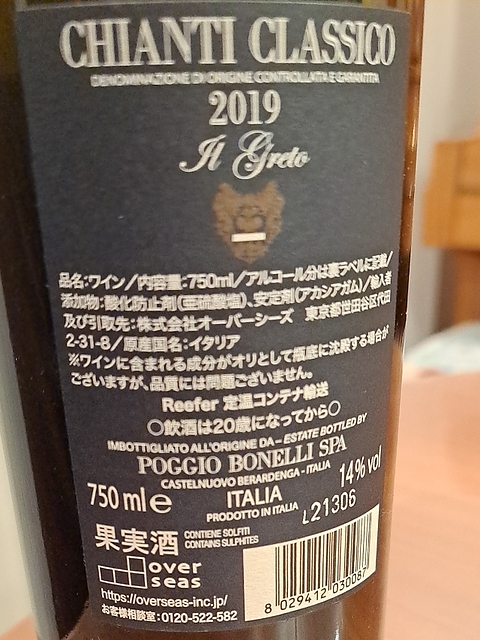 CHIANTI CLASSICO
DENOMINAZIONE DI ORIGINE CONTROLLATA E GARANTITA
2019
Il Greto
品名:ワイン/内容量:750ml/アルコール分は裏ラベルに記載/
添加物:酸化防止剤(亜硫酸塩)、安定剤(アカシアガム)/輸入者
及び引取先:株式会社オーバーシーズ 東京都世田谷区代田
2-31-8/原産国名:イタリア
※ワインに含まれる成分がオリとして瓶底に沈殿する場合が
ございますが、品質には問題ございません。
Reefer 定温コンテナ輸送
○飲酒は20歳になってから○
IMBOTTIGLIATO ALL'ORIGINE DA - ESTATE BOTTLED BY
POGGIO BONELLI SPA
CASTELNUOVO BERARDENGA - ITALIA
14% vol
750 ml e
ITALIA
PRODOTTO IN ITALIA
L21306
果実酒
CONTIENE SOLFITI
CONTAINS SULPHITES
over
seas
https://overseas-inc.jp/
お客様相談室:0120-522-582
8 029412 030087